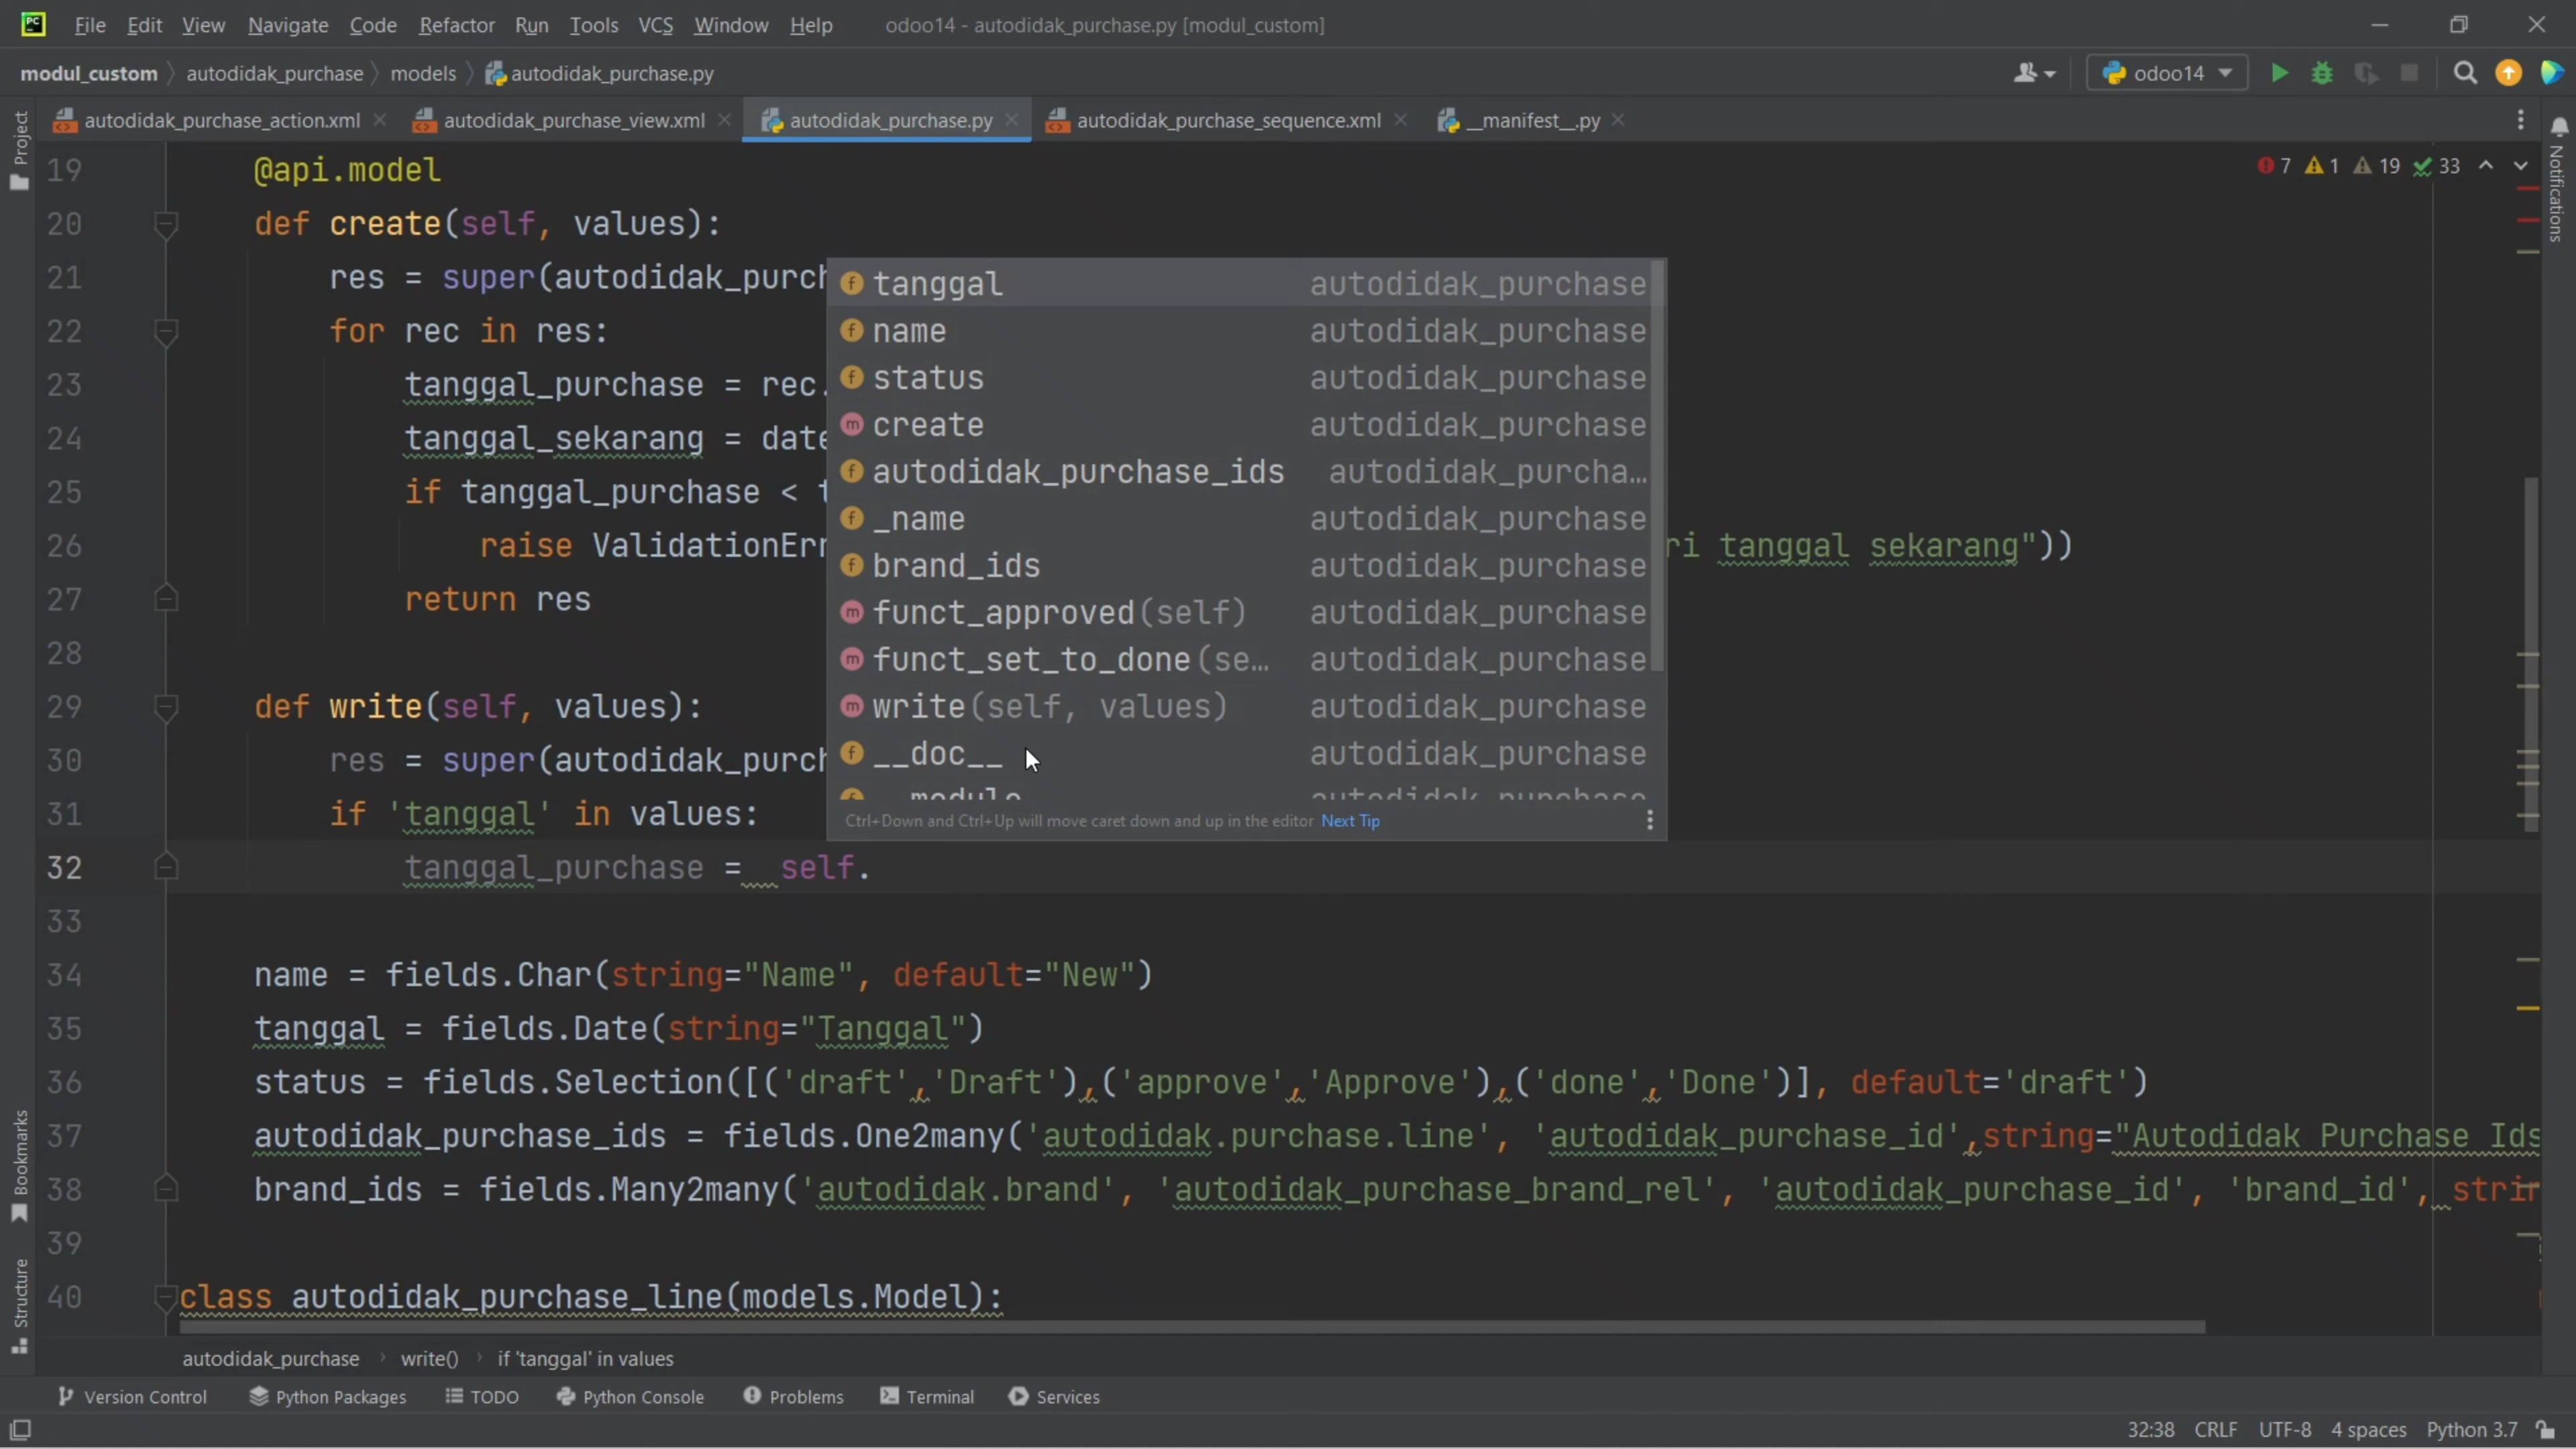 File Edit View Navigate Code Refactor Run Tools VCS Window Help odoo14 - autodidak_purchase.py [modul_custom]
modul_custom autodidak_purchase models autodidak_purchase.py odoo14
autodidak_purchase_action.xml autodidak_purchase_view.xml autodidak_purchase.py autodidak_purchase_sequence.xml __manifest__.py
Project
Notifications
7 1 19 33
19 @api.model
20 def create(self, values):
21 res = super(autodidak_purch
22 for rec in res:
23 tanggal_purchase = rec.
24 tanggal_sekarang = date
25 if tanggal_purchase < t
26 raise ValidationErr ri tanggal sekarang"))
27 return res
28
29 def write(self, values):
30 res = super(autodidak_purch
31 if 'tanggal' in values:
32 tanggal_purchase = self.
33
34 name = fields.Char(string="Name", default="New")
35 tanggal = fields.Date(string="Tanggal")
36 status = fields.Selection([('draft','Draft'),('approve','Approve'),('done','Done')], default='draft')
37 autodidak_purchase_ids = fields.One2many('autodidak.purchase.line', 'autodidak_purchase_id',string="Autodidak Purchase Ids
38 brand_ids = fields.Many2many('autodidak.brand', 'autodidak_purchase_brand_rel', 'autodidak_purchase_id', 'brand_id', strin
39
40 class autodidak_purchase_line(models.Model):
tanggal autodidak_purchase
name autodidak_purchase
status autodidak_purchase
create autodidak_purchase
autodidak_purchase_ids autodidak_purcha…
_name autodidak_purchase
brand_ids autodidak_purchase
funct_approved(self) autodidak_purchase
funct_set_to_done(se… autodidak_purchase
write(self, values) autodidak_purchase
__doc__ autodidak_purchase
Ctrl+Down and Ctrl+Up will move caret down and up in the editor Next Tip
Bookmarks
Structure
autodidak_purchase write() if 'tanggal' in values
Version Control Python Packages TODO Python Console Problems Terminal Services
32:38 CRLF UTF-8 4 spaces Python 3.7